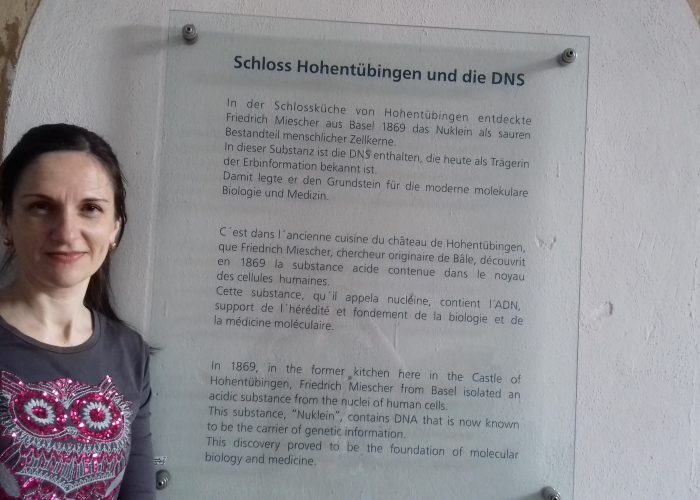 Schloss Hohentübingen und die DNS
In der Schlossküche von Hohentübingen entdeckte
Friedrich Miescher aus Basel 1869 das Nuklein als sauren
Bestandteil menschlicher Zellkerne.
In dieser Substanz ist die DNS enthalten, die heute als Trägerin
der Erbinformation bekannt ist.
Damit legte er den Grundstein für die moderne molekulare
Biologie und Medizin.
C´est dans l´ancienne cuisine du château de Hohentübingen,
que Friedrich Miescher, chercheur originaire de Bâle, découvrit
en 1869 la substance acide contenue dans le noyau
des cellules humaines.
Cette substance, qu´il appela nucléine, contient l´ADN,
support de l´hérédité et fondement de la biologie et de
la médicine moléculaire.
In 1869, in the former kitchen here in the Castle of
Hohentübingen, Friedrich Miescher from Basel isolated an
acidic substance from the nuclei of human cells.
This substance, "Nuklein", contains DNA that is now known
to be the carrier of genetic information.
This discovery proved to be the foundation of molecular
biology and medicine.